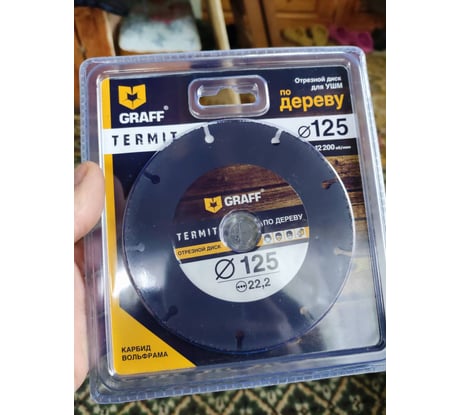 GRAFF
TERMIT
Отрезной диск
для УШМ
по
дереву
⌀125
12200 об/мин
GRAFF
TERMIT ПО ДЕРЕВУ
ОТРЕЗНОЙ ДИСК
⌀ 125
22,2
КАРБИД
ВОЛЬФРАМА